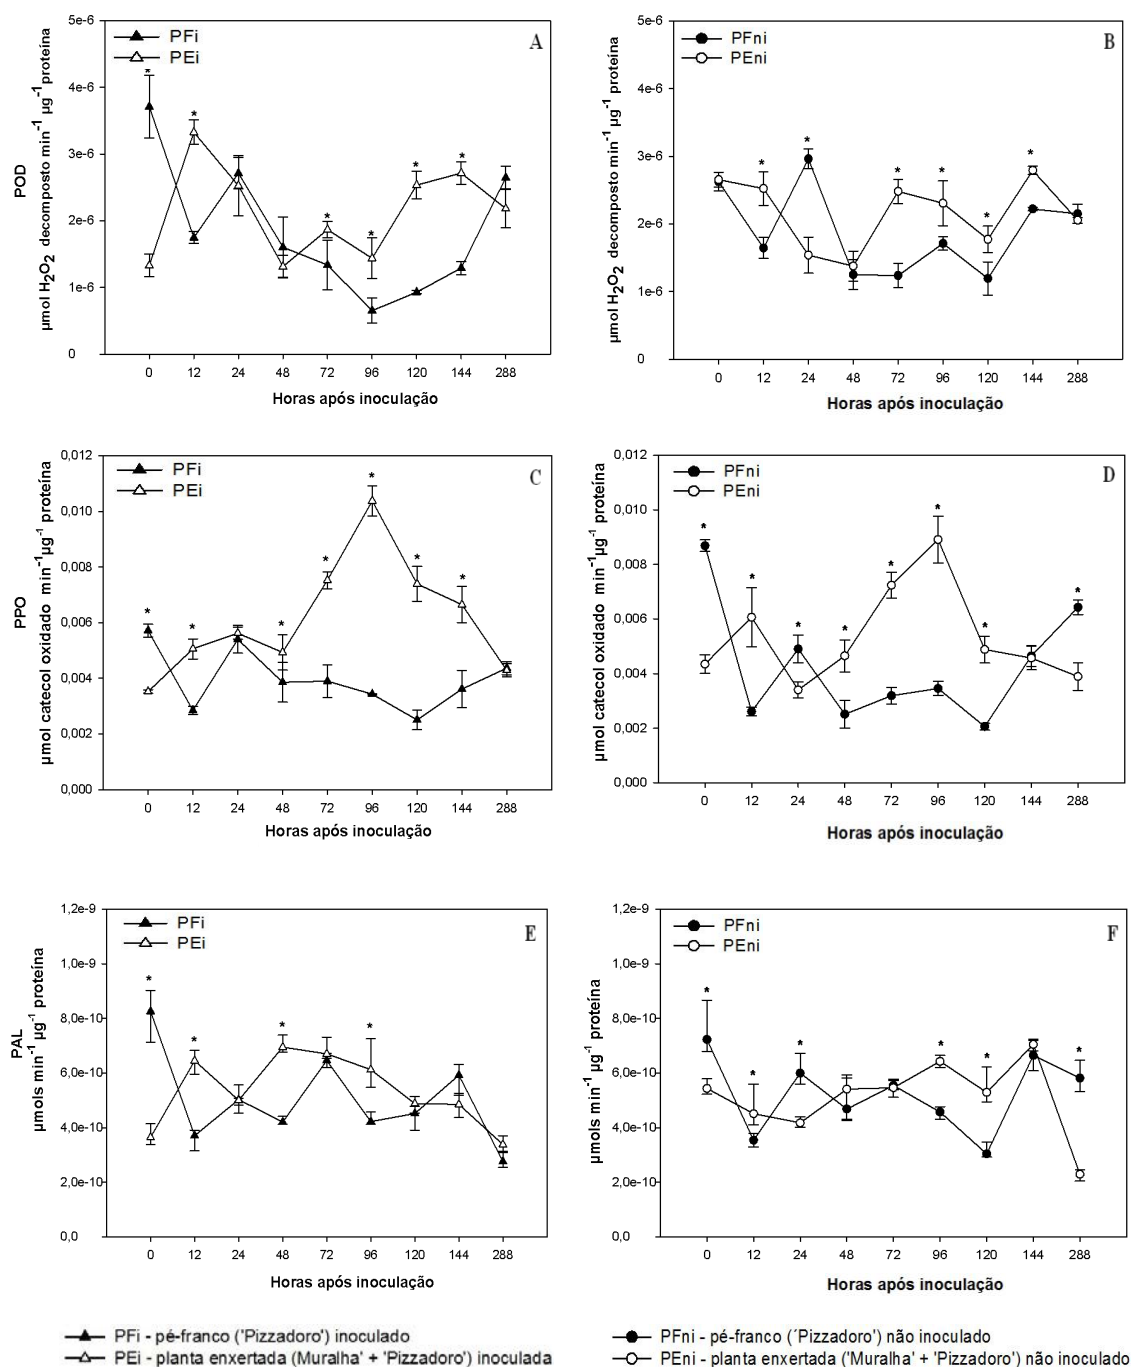 PFi
PEi
A
5e-6
4e-6
3e-6
2e-6
1e-6
0
POD
µmol H2O2 decomposto min-1 µg-1 proteína
0 12 24 48 72 96 120 144 288
Horas após inoculação
PFni
PEni
B
5e-6
4e-6
3e-6
2e-6
1e-6
0
µmol H2O2 decomposto min-1 µg-1 proteína
0 12 24 48 72 96 120 144 288
Horas após inoculação
PFi
PEi
C
0,012
0,010
0,008
0,006
0,004
0,002
0,000
PPO
µmol catecol oxidado min-1µg-1 proteína
0 12 24 48 72 96 120 144 288
Horas após inoculação
PFni
PEni
D
0,012
0,010
0,008
0,006
0,004
0,002
0,000
µmol catecol oxidado min-1µg-1 proteína
0 12 24 48 72 96 120 144 288
Horas após inoculação
PFi
PEi
E
1,2e-9
1,0e-9
8,0e-10
6,0e-10
4,0e-10
2,0e-10
0,0
PAL
µmols min-1 µg-1 proteína
0 12 24 48 72 96 120 144 288
Horas após inoculação
PFni
PEni
F
1,2e-9
1,0e-9
8,0e-10
6,0e-10
4,0e-10
2,0e-10
0,0
µmols min-1 µg-1 proteína
0 12 24 48 72 96 120 144 288
Horas após inoculação
PFi - pé-franco ('Pizzadoro') inoculado
PEi - planta enxertada (Muralha' + 'Pizzadoro') inoculada
PFni - pé-franco (´Pizzadoro') não inoculado
PEni - planta enxertada ('Muralha' + 'Pizzadoro') não inoculado